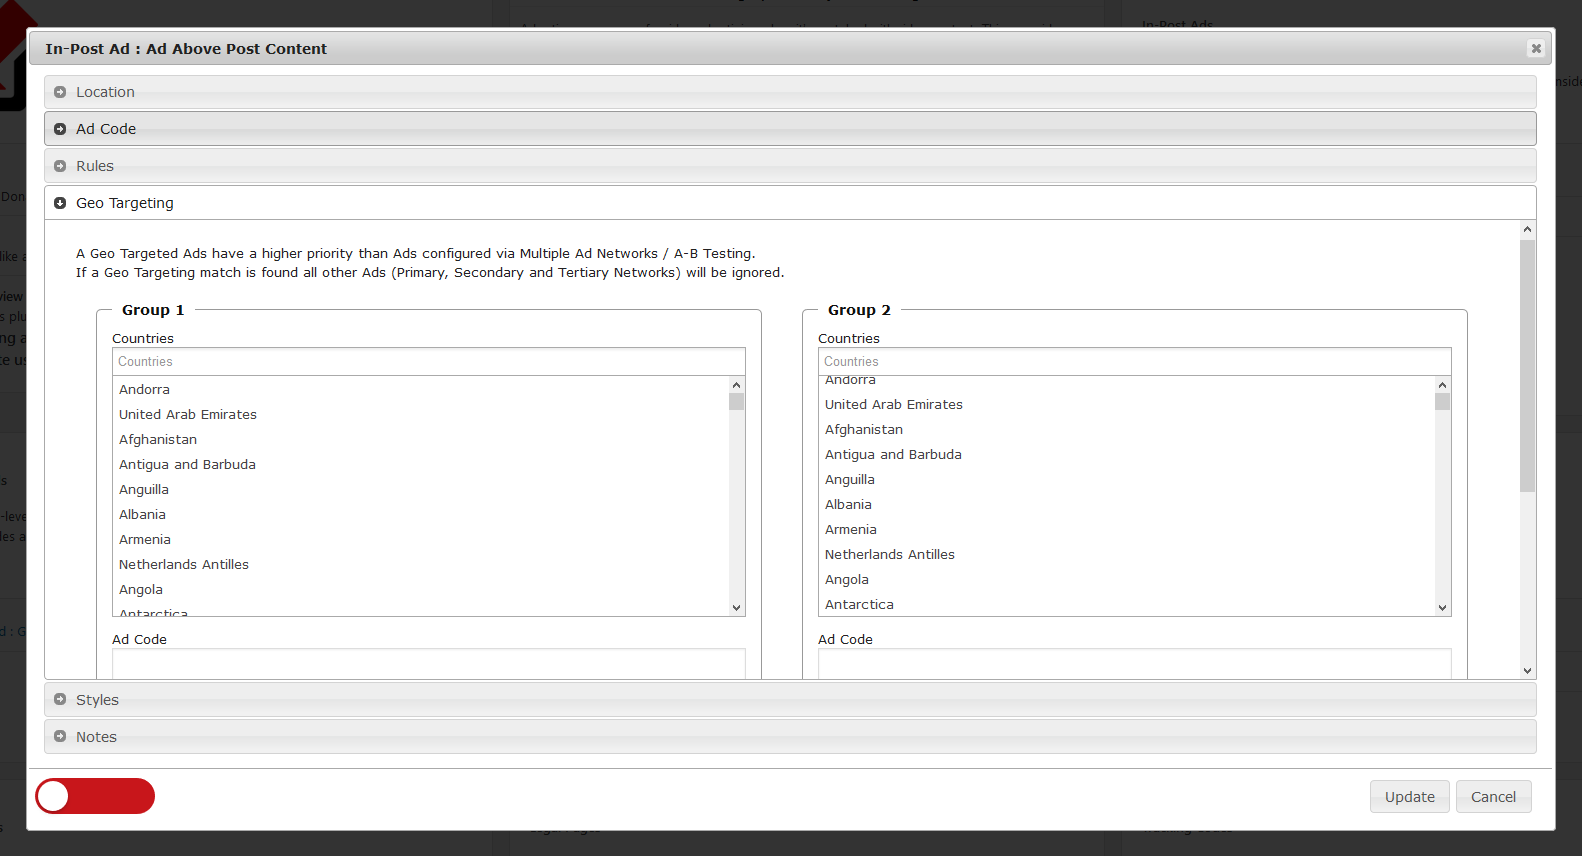 In-Post Ads
In-Post Ad : Ad Above Post Content
Location
Ad Code
Rules
Geo Targeting
A Geo Targeted Ads have a higher priority than Ads configured via Multiple Ad Networks / A-B Testing.
If a Geo Targeting match is found all other Ads (Primary, Secondary and Tertiary Networks) will be ignored.
Group 1
Countries
Countries
Andorra
United Arab Emirates
Afghanistan
Antigua and Barbuda
Anguilla
Albania
Armenia
Netherlands Antilles
Angola
Antarctica
Ad Code
Group 2
Countries
Countries
Andorra
United Arab Emirates
Afghanistan
Antigua and Barbuda
Anguilla
Albania
Armenia
Netherlands Antilles
Angola
Antarctica
Ad Code
Styles
Notes
Update
Cancel